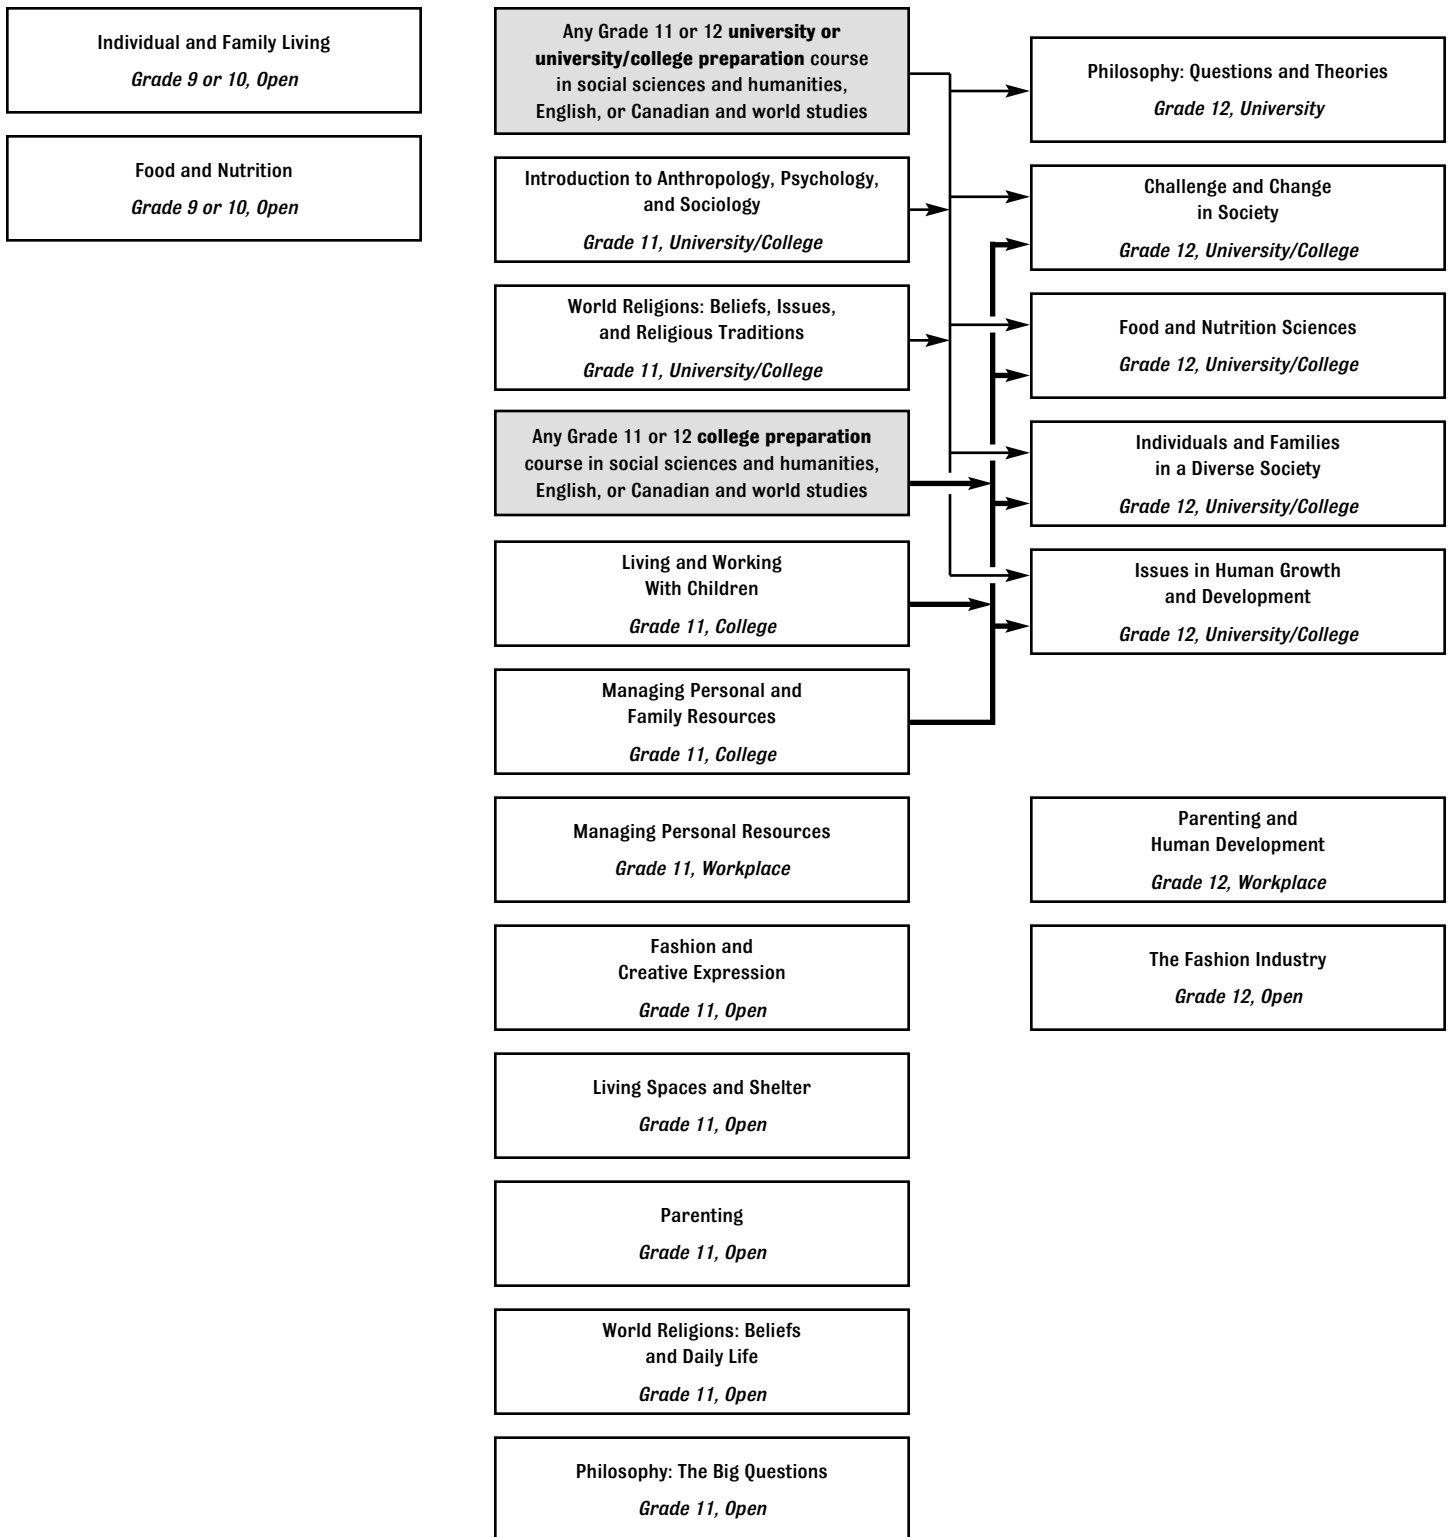 Individual and Family Living
Grade 9 or 10, Open
Food and Nutrition
Grade 9 or 10, Open
Any Grade 11 or 12 university or
university/college preparation course
in social sciences and humanities,
English, or Canadian and world studies
Introduction to Anthropology, Psychology,
and Sociology
Grade 11, University/College
World Religions: Beliefs, Issues,
and Religious Traditions
Grade 11, University/College
Any Grade 11 or 12 college preparation
course in social sciences and humanities,
English, or Canadian and world studies
Living and Working
With Children
Grade 11, College
Managing Personal and
Family Resources
Grade 11, College
Managing Personal Resources
Grade 11, Workplace
Fashion and
Creative Expression
Grade 11, Open
Living Spaces and Shelter
Grade 11, Open
Parenting
Grade 11, Open
World Religions: Beliefs
and Daily Life
Grade 11, Open
Philosophy: The Big Questions
Grade 11, Open
Philosophy: Questions and Theories
Grade 12, University
Challenge and Change
in Society
Grade 12, University/College
Food and Nutrition Sciences
Grade 12, University/College
Individuals and Families
in a Diverse Society
Grade 12, University/College
Issues in Human Growth
and Development
Grade 12, University/College
Parenting and
Human Development
Grade 12, Workplace
The Fashion Industry
Grade 12, Open